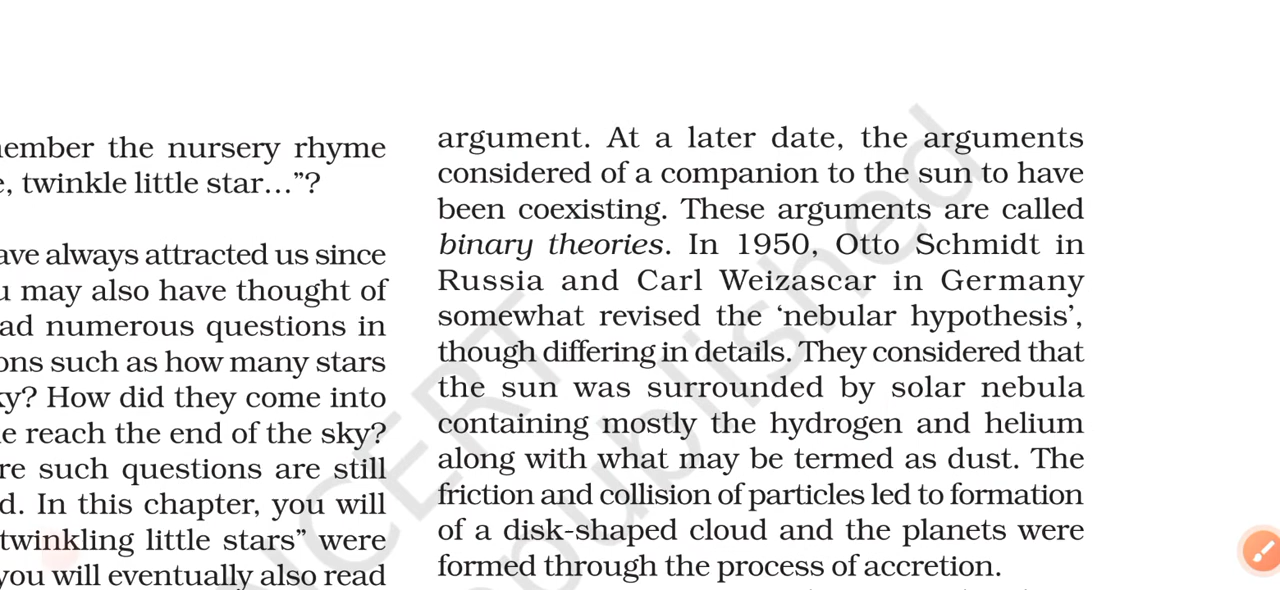 ember the nursery rhyme
, twinkle little star…”?
ave always attracted us since
may also have thought of
ad numerous questions in
ons such as how many stars
ky? How did they come into
e reach the end of the sky?
re such questions are still
d. In this chapter, you will
twinkling little stars” were
you will eventually also read
argument. At a later date, the arguments
considered of a companion to the sun to have
been coexisting. These arguments are called
binary theories. In 1950, Otto Schmidt in
Russia and Carl Weizascar in Germany
somewhat revised the ‘nebular hypothesis’,
though differing in details. They considered that
the sun was surrounded by solar nebula
containing mostly the hydrogen and helium
along with what may be termed as dust. The
friction and collision of particles led to formation
of a disk-shaped cloud and the planets were
formed through the process of accretion.
NCERT
published